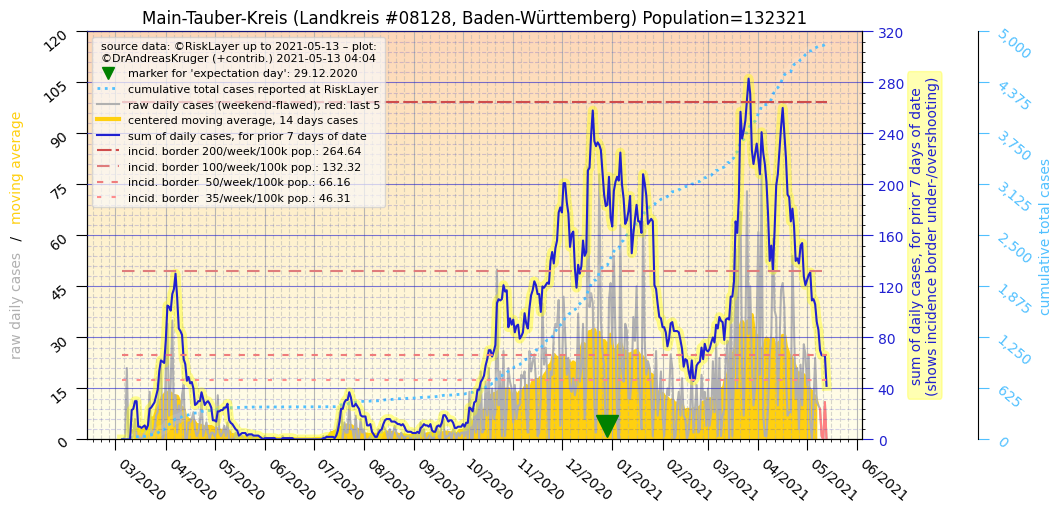 Main-Tauber-Kreis (Landkreis #08128, Baden-Württemberg) Population=132321
source data: ©RiskLayer up to 2021-05-13 – plot:
©DrAndreasKruger (+contrib.) 2021-05-13 04:04
marker for 'expectation day': 29.12.2020
cumulative total cases reported at RiskLayer
raw daily cases (weekend-flawed), red: last 5
centered moving average, 14 days cases
sum of daily cases, for prior 7 days of date
incid. border 200/week/100k pop.: 264.64
incid. border 100/week/100k pop.: 132.32
incid. border  50/week/100k pop.: 66.16
incid. border  35/week/100k pop.: 46.31
raw daily cases  /  moving average
120
105
90
75
60
45
30
15
0
320
280
240
200
160
120
80
40
0
sum of daily cases, for prior 7 days of date
(shows incidence border under-/overshooting)
5,000
4,375
3,750
3,125
2,500
1,875
1,250
625
0
cumulative total cases
03/2020
04/2020
05/2020
06/2020
07/2020
08/2020
09/2020
10/2020
11/2020
12/2020
01/2021
02/2021
03/2021
04/2021
05/2021
06/2021